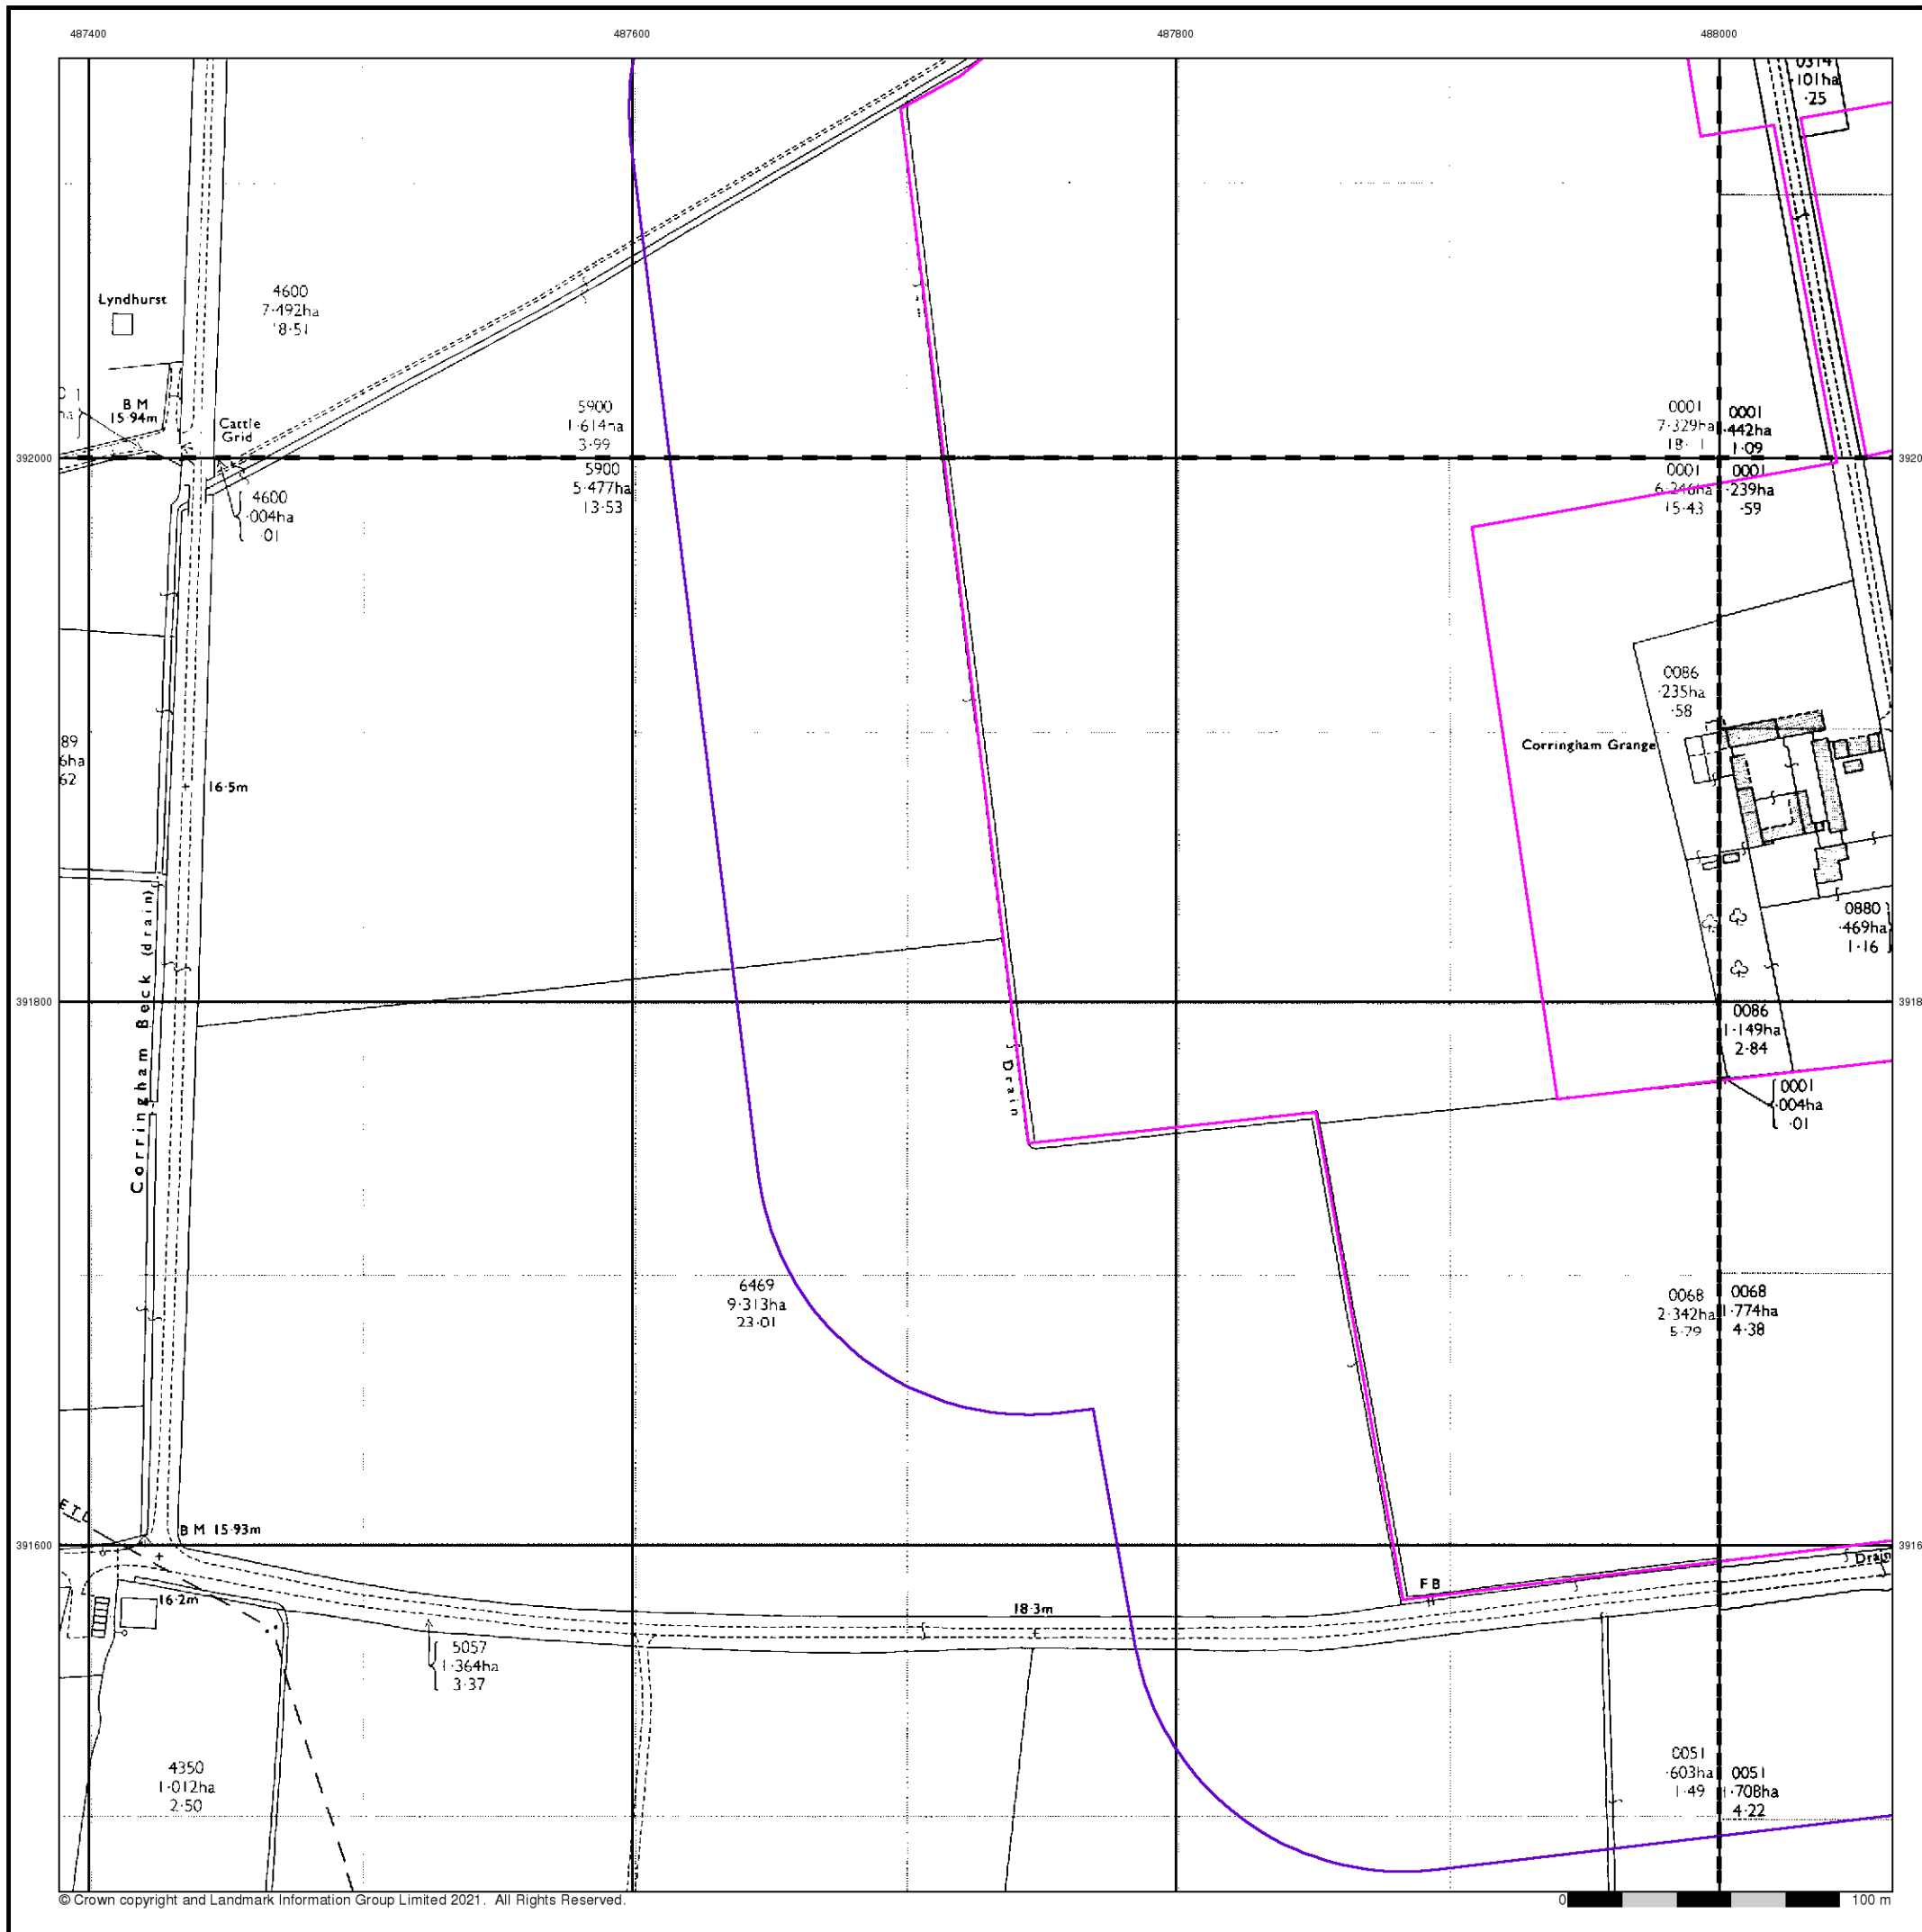 487400
487600
487800
488000
0314
·101ha
·25
Lyndhurst
4600
7·492ha
18·51
B M
15·94m
Cattle
Grid
5900
1·614ha
3·99
0001
7·329ha
0001
·442ha
1·09
392000
4600
·004ha
·01
5900
5·477ha
13·53
0001
6·246ha
15·43
0001
·239ha
·59
3920
0086
·235ha
·58
Corringham Grange
89
6ha
62
16·5m
0880
·469ha
1·16
Corringham Beck (drain)
391800
3918
0086
1·149ha
2·84
Drain
0001
·004ha
·01
6469
9·313ha
23·01
0068
2·342ha
5·79
0068
1·774ha
4·38
ETL
B M 15·93m
391600
3916
Drain
16·2m
18·3m
F B
5057
1·364ha
3·37
4350
1·012ha
2·50
0051
·603ha
1·49
0051
1·708ha
4·22
© Crown copyright and Landmark Information Group Limited 2021. All Rights Reserved.
0
100 m